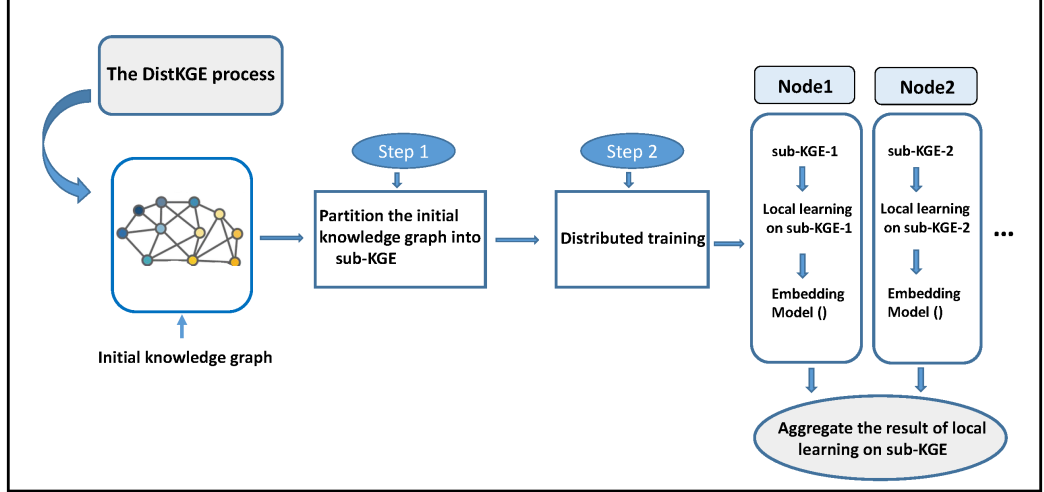 The DistKGE process
Initial knowledge graph
Step 1
Partition the initial
knowledge graph into
sub-KGE
Step 2
Distributed training
Node1
sub-KGE-1
Local learning
on sub-KGE-1
Embedding
Model ()
Node2
sub-KGE-2
Local learning
on sub-KGE-2
Embedding
Model ()
...
Aggregate the result of local
learning on sub-KGE